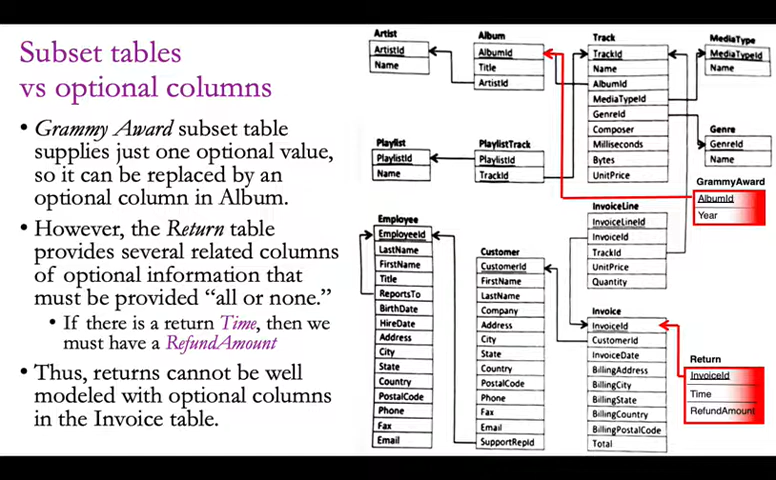 Subset tables
vs optional columns
• Grammy Award subset table
supplies just one optional value,
so it can be replaced by an
optional column in Album.
• However, the Return table
provides several related columns
of optional information that
must be provided “all or none.”
• If there is a return Time, then we
must have a RefundAmount
• Thus, returns cannot be well
modeled with optional columns
in the Invoice table.
Artist
ArtistId
Name
Album
AlbumId
Title
ArtistId
Track
TrackId
Name
AlbumId
MediaTypeId
GenreId
Composer
Milliseconds
Bytes
UnitPrice
MediaType
MediaTypeId
Name
Genre
GenreId
Name
Playlist
PlaylistId
Name
PlaylistTrack
PlaylistId
TrackId
GrammyAward
AlbumId
Year
InvoiceLine
InvoiceLineId
InvoiceId
TrackId
UnitPrice
Quantity
Employee
EmployeeId
LastName
FirstName
Title
ReportsTo
BirthDate
HireDate
Address
City
State
Country
PostalCode
Phone
Fax
Email
Customer
CustomerId
FirstName
LastName
Company
Address
City
State
Country
PostalCode
Phone
Fax
Email
SupportRepId
Invoice
InvoiceId
CustomerId
InvoiceDate
BillingAddress
BillingCity
BillingState
BillingCountry
BillingPostalCode
Total
Return
InvoiceId
Time
RefundAmount